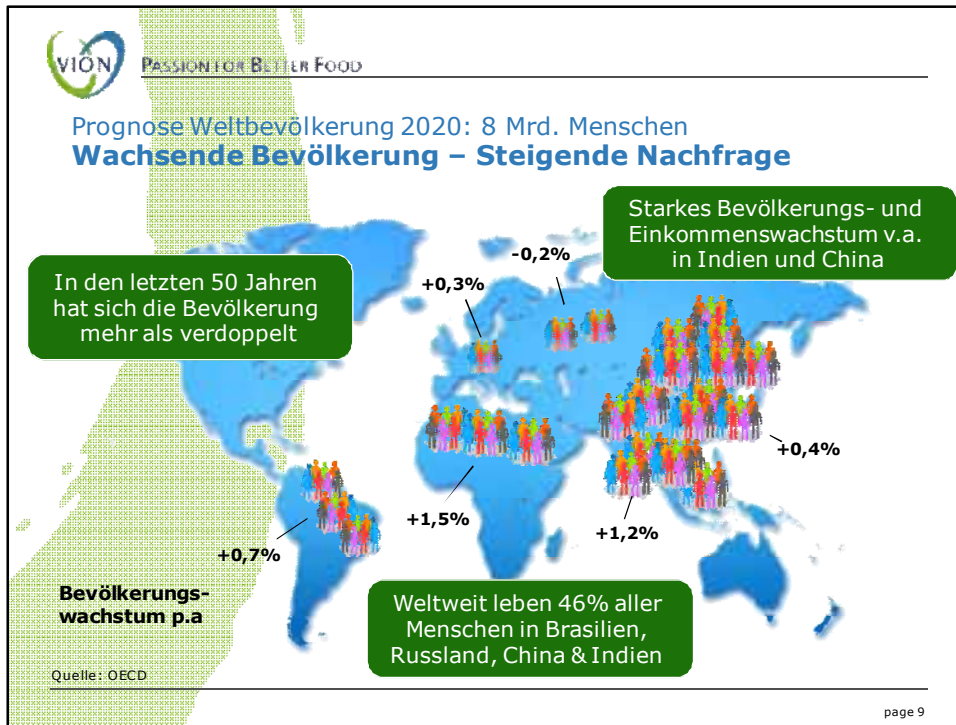 VION PASSION FOR BETTER FOOD
Prognose Weltbevölkerung 2020: 8 Mrd. Menschen
Wachsende Bevölkerung – Steigende Nachfrage
Starkes Bevölkerungs- und
Einkommenswachstum v.a.
in Indien und China
In den letzten 50 Jahren
hat sich die Bevölkerung
mehr als verdoppelt
-0,2%
+0,3%
+0,4%
+1,5%
+1,2%
+0,7%
Bevölkerungs-
wachstum p.a
Weltweit leben 46% aller
Menschen in Brasilien,
Russland, China & Indien
Quelle: OECD
page 9